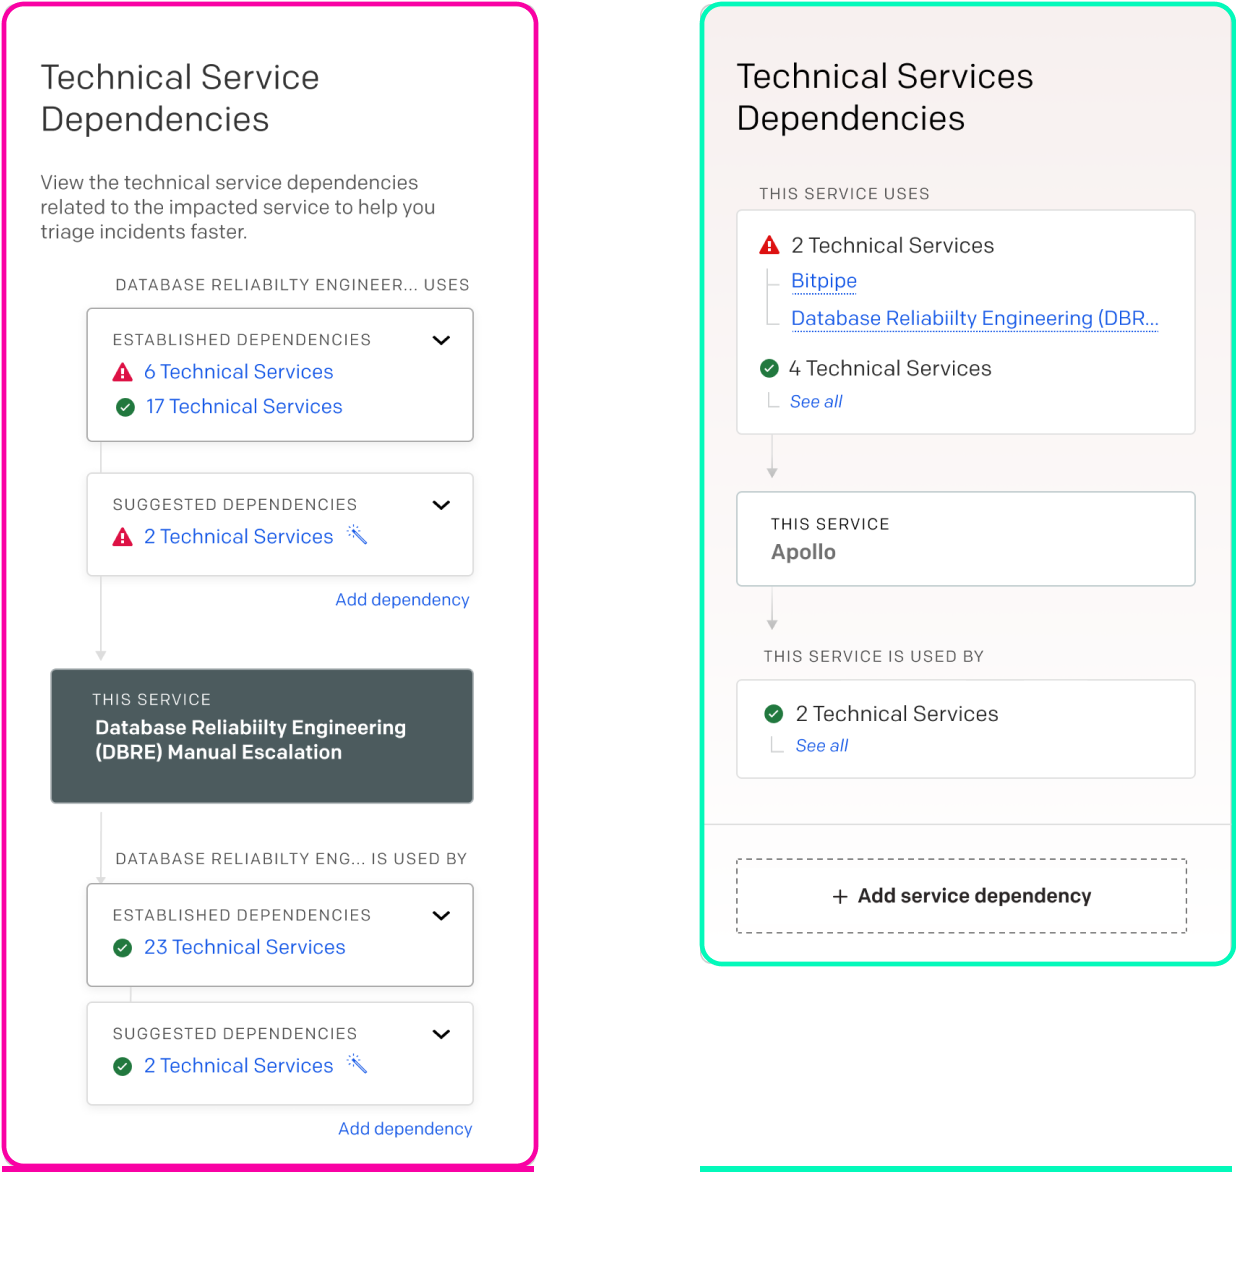 Technical Service
Dependencies
View the technical service dependencies
related to the impacted service to help you
triage incidents faster.
DATABASE RELIABILTY ENGINEER... USES
ESTABLISHED DEPENDENCIES
6 Technical Services
17 Technical Services
SUGGESTED DEPENDENCIES
2 Technical Services
Add dependency
THIS SERVICE
Database Reliabiilty Engineering
(DBRE) Manual Escalation
DATABASE RELIABILTY ENG... IS USED BY
ESTABLISHED DEPENDENCIES
23 Technical Services
SUGGESTED DEPENDENCIES
2 Technical Services
Add dependency
Technical Services
Dependencies
THIS SERVICE USES
2 Technical Services
Bitpipe
Database Reliabiilty Engineering (DBR...
4 Technical Services
See all
THIS SERVICE
Apollo
THIS SERVICE IS USED BY
2 Technical Services
See all
+ Add service dependency